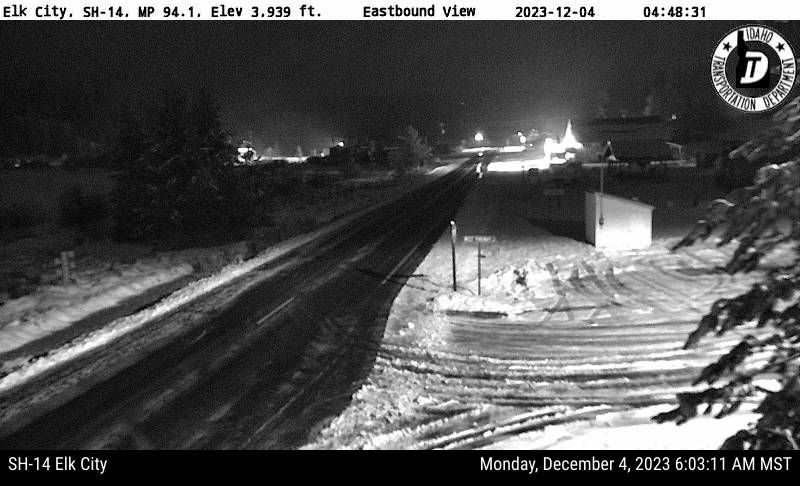 Elk City, SH-14, MP 94.1, Elev 3,939 ft. Eastbound View 2023-12-04 04:48:31
IDAHO
TRANSPORTATION DEPARTMENT
SH-14 Elk City Monday, December 4, 2023 6:03:11 AM MST